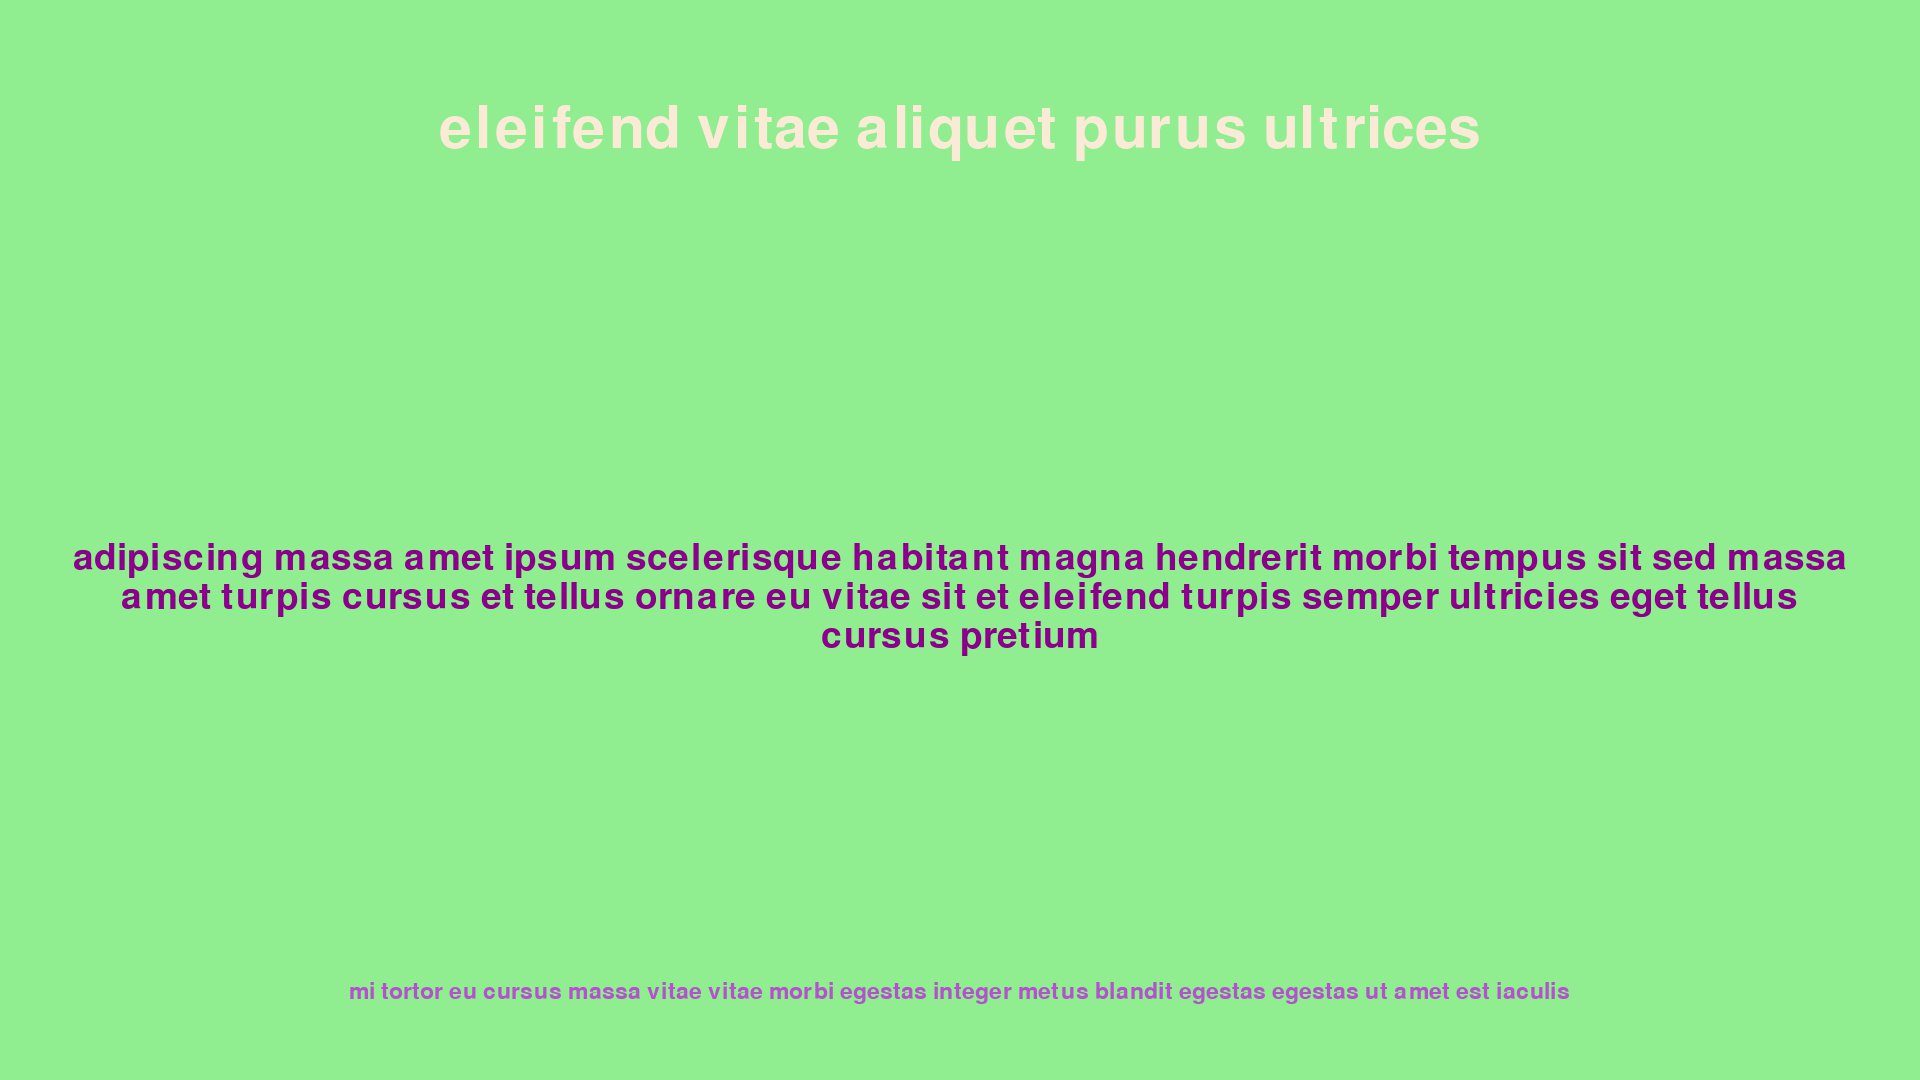 eleifend vitae aliquet purus ultrices
adipiscing massa amet ipsum scelerisque habitant magna hendrerit morbi tempus sit sed massa
amet turpis cursus et tellus ornare eu vitae sit et eleifend turpis semper ultricies eget tellus
cursus pretium
mi tortor eu cursus massa vitae vitae morbi egestas integer metus blandit egestas egestas ut amet est iaculis